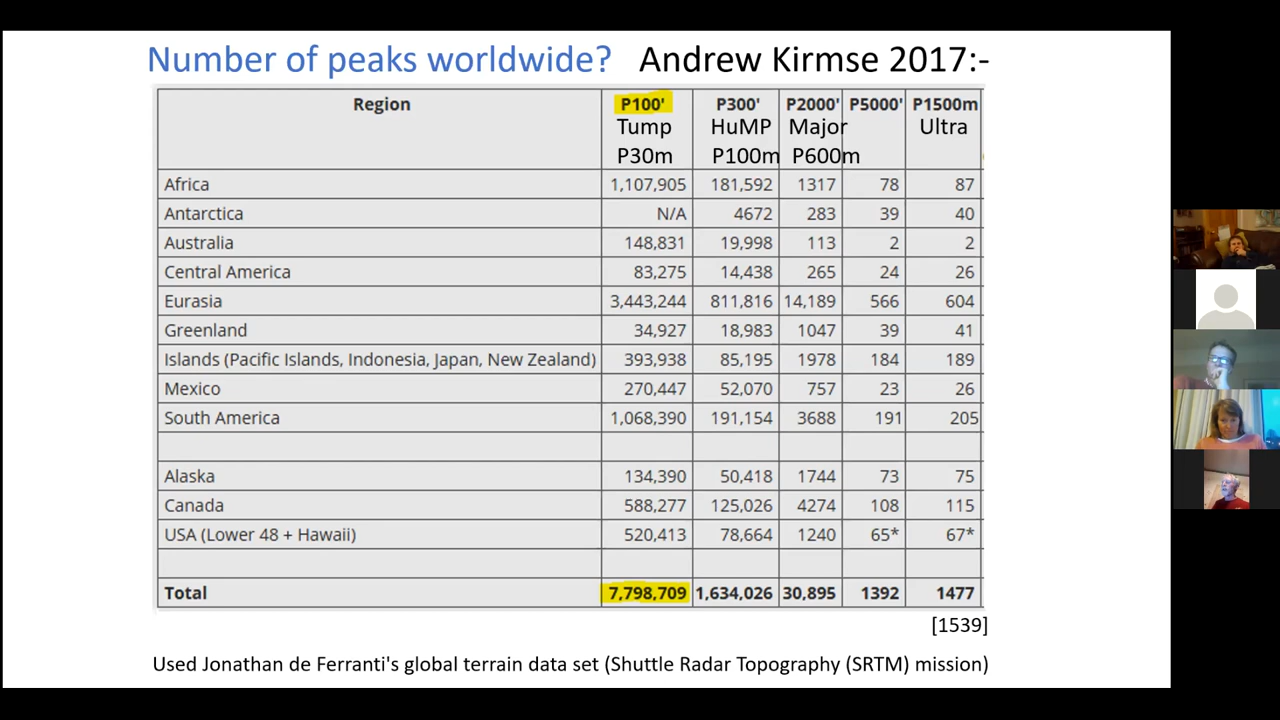 Number of peaks worldwide? Andrew Kirmse 2017:-
Region P100' P300' P2000' P5000' P1500m
Tump HuMP Major Ultra
P30m P100m P600m
Africa 1,107,905 181,592 1317 78 87
Antarctica N/A 4672 283 39 40
Australia 148,831 19,998 113 2 2
Central America 83,275 14,438 265 24 26
Eurasia 3,443,244 811,816 14,189 566 604
Greenland 34,927 18,983 1047 39 41
Islands (Pacific Islands, Indonesia, Japan, New Zealand) 393,938 85,195 1978 184 189
Mexico 270,447 52,070 757 23 26
South America 1,068,390 191,154 3688 191 205
Alaska 134,390 50,418 1744 73 75
Canada 588,277 125,026 4274 108 115
USA (Lower 48 + Hawaii) 520,413 78,664 1240 65* 67*
Total 7,798,709 1,634,026 30,895 1392 1477
[1539]
Used Jonathan de Ferranti's global terrain data set (Shuttle Radar Topography (SRTM) mission)